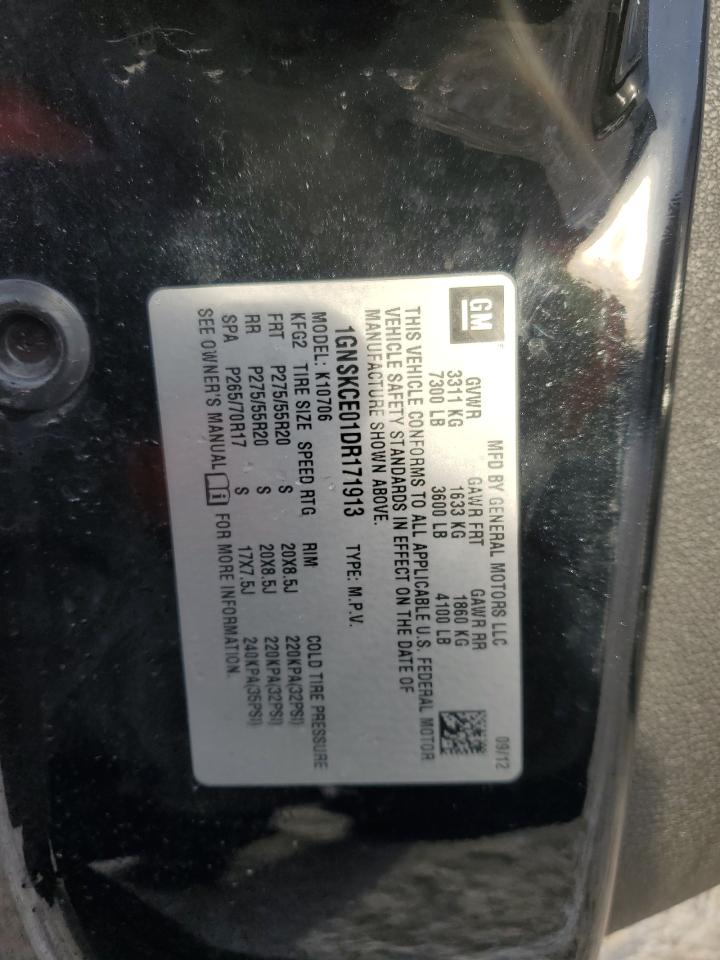 GM
MFD BY GENERAL MOTORS LLC 09/12
GVWR GAWR FRT GAWR RR
3311 KG 1633 KG 1860 KG
7300 LB 3600 LB 4100 LB
THIS VEHICLE CONFORMS TO ALL APPLICABLE U.S. FEDERAL MOTOR
VEHICLE SAFETY STANDARDS IN EFFECT ON THE DATE OF
MANUFACTURE SHOWN ABOVE.
1GNSKCE01DR171913 TYPE: M.P.V.
MODEL: K10706
KFG2 TIRE SIZE SPEED RTG RIM COLD TIRE PRESSURE
FRT P275/55R20 S 20X8.5J 220KPA(32PSI)
RR P275/55R20 S 20X8.5J 220KPA(32PSI)
SPA P265/70R17 S 17X7.5J 240KPA(35PSI)
SEE OWNER'S MANUAL i FOR MORE INFORMATION.